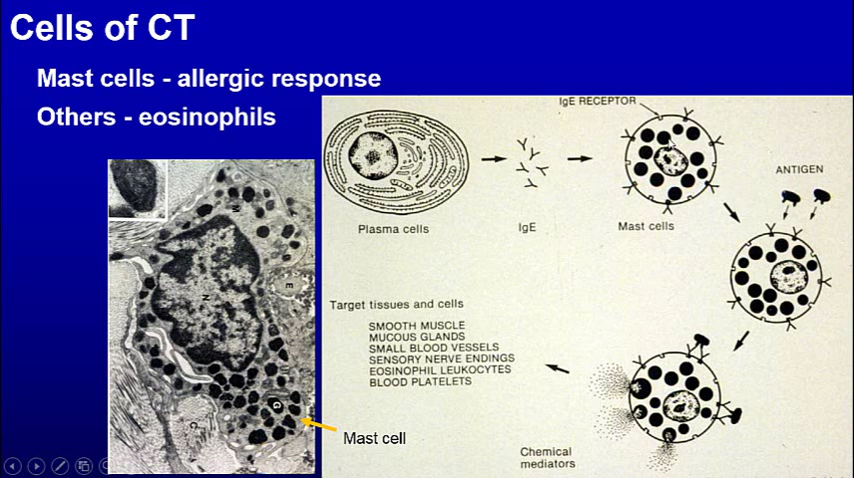 Cells of CT
Mast cells - allergic response
Others - eosinophils
IgE RECEPTOR
ANTIGEN
Plasma cells
IgE
Mast cells
Target tissues and cells
SMOOTH MUSCLE
MUCOUS GLANDS
SMALL BLOOD VESSELS
SENSORY NERVE ENDINGS
EOSINOPHIL LEUKOCYTES
BLOOD PLATELETS
Chemical
mediators
M
E
N
G
C
Mast cell